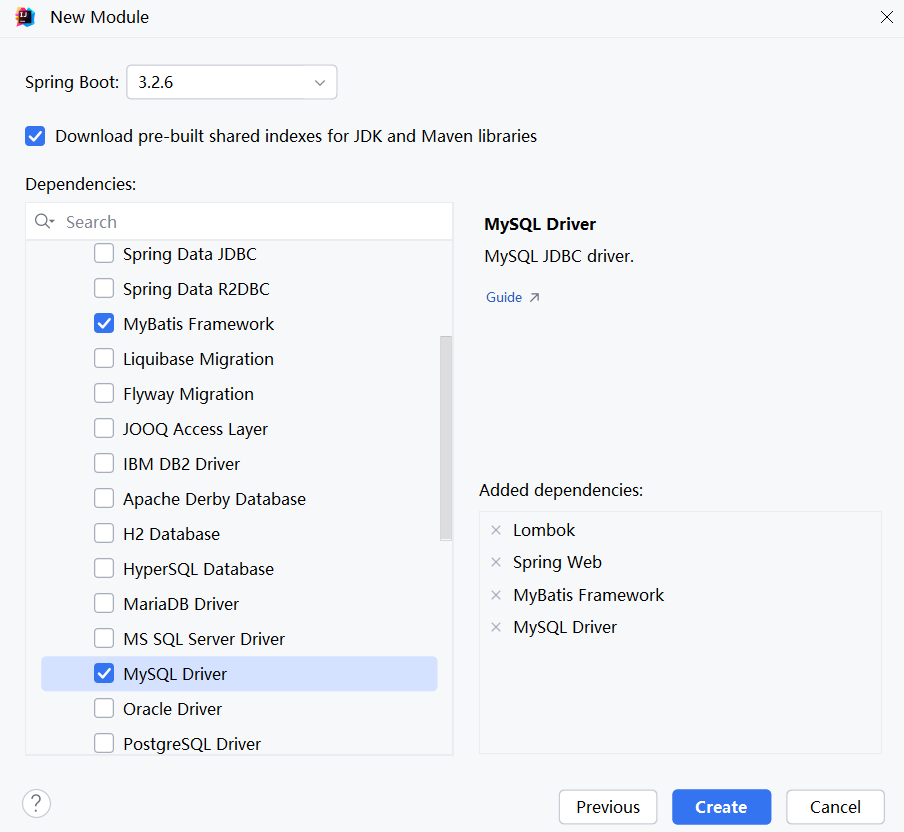 New Module
Spring Boot: 3.2.6
Download pre-built shared indexes for JDK and Maven libraries
Dependencies:
Search
Spring Data JDBC
Spring Data R2DBC
MyBatis Framework
Liquibase Migration
Flyway Migration
JOOQ Access Layer
IBM DB2 Driver
Apache Derby Database
H2 Database
HyperSQL Database
MariaDB Driver
MS SQL Server Driver
MySQL Driver
Oracle Driver
PostgreSQL Driver
MySQL Driver
MySQL JDBC driver.
Guide
Added dependencies:
Lombok
Spring Web
MyBatis Framework
MySQL Driver
?
Previous
Create
Cancel